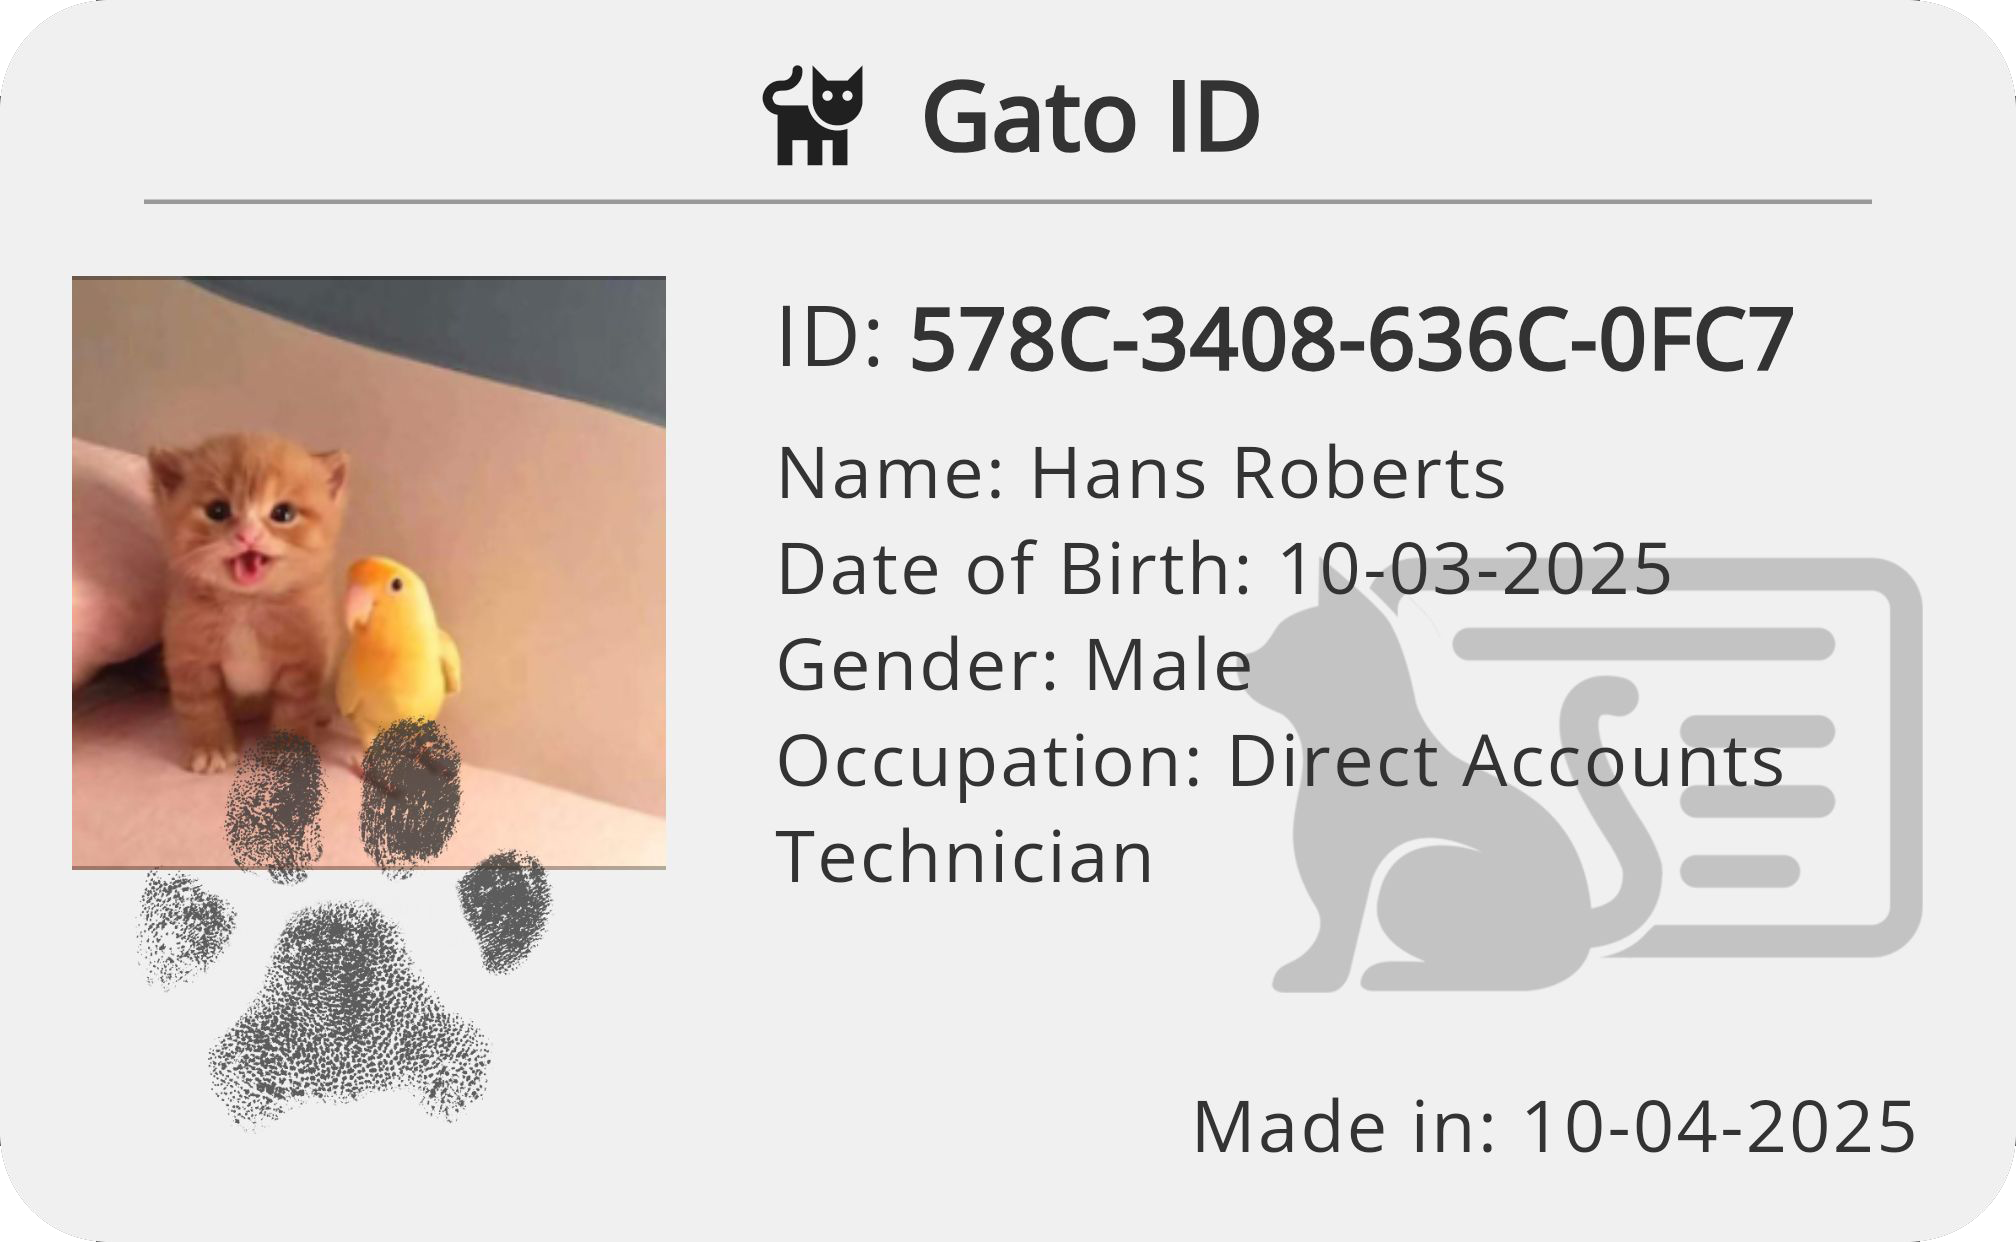 Gato ID
ID: 578C-3408-636C-0FC7
Name: Hans Roberts
Date of Birth: 10-03-2025
Gender: Male
Occupation: Direct Accounts
Technician
Made in: 10-04-2025